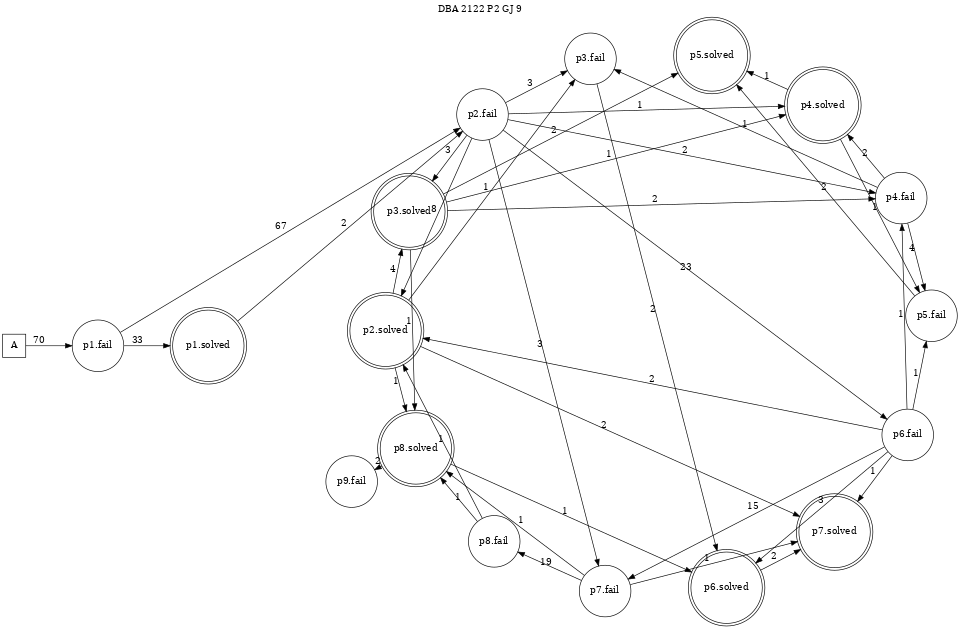 DBA 2122 P2 GJ 9
p3.fail
p5.solved
3
1
p4.solved
p2.fail
1
1
2
3
2
1
2
p3.solved
8
1
2
2
1
p4.fail
67
2
4
4
p5.fail
23
1
2
3
1
p2.solved
A
70
p1.fail
33
p1.solved
1
2
1
2
p6.fail
1
p8.solved
2
1
p9.fail
1
1
15
3
1
p7.solved
p8.fail
1
19
1
2
p7.fail
p6.solved